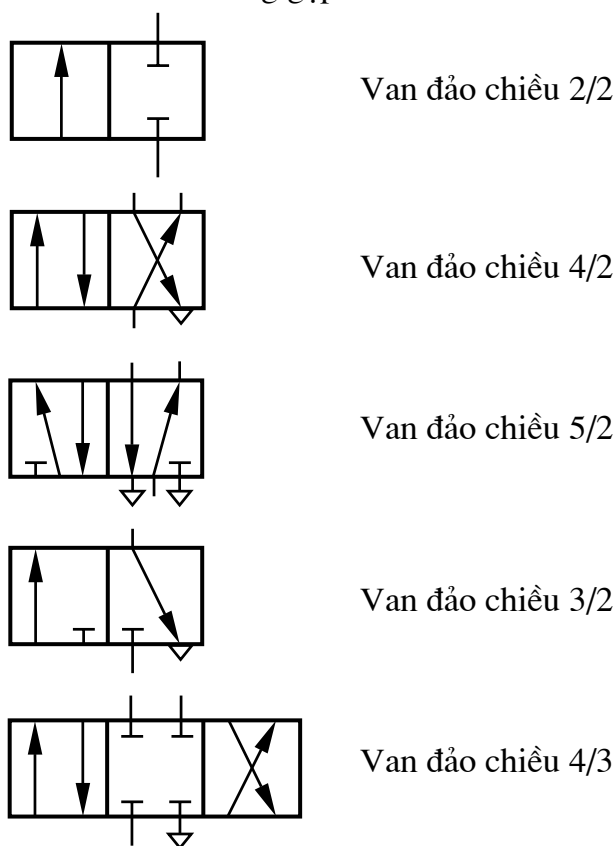 Van đảo chiều 2/2
Van đảo chiều 4/2
Van đảo chiều 5/2
Van đảo chiều 3/2
Van đảo chiều 4/3